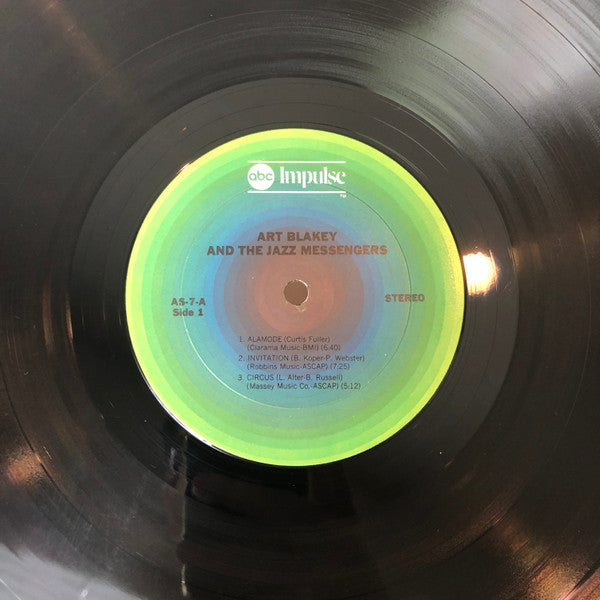 abc Impulse
TM
ART BLAKEY
AND THE JAZZ MESSENGERS
AS-7-A STEREO
Side 1
1. ALAMODE (Curtis Fuller)
(Clarama Music-BMI) (6:40)
2. INVITATION (B. Koper-P. Webster)
(Robbins Music-ASCAP) (7:25)
3. CIRCUS (L. Alter-B. Russell)
(Massey Music Co.-ASCAP) (5:12)